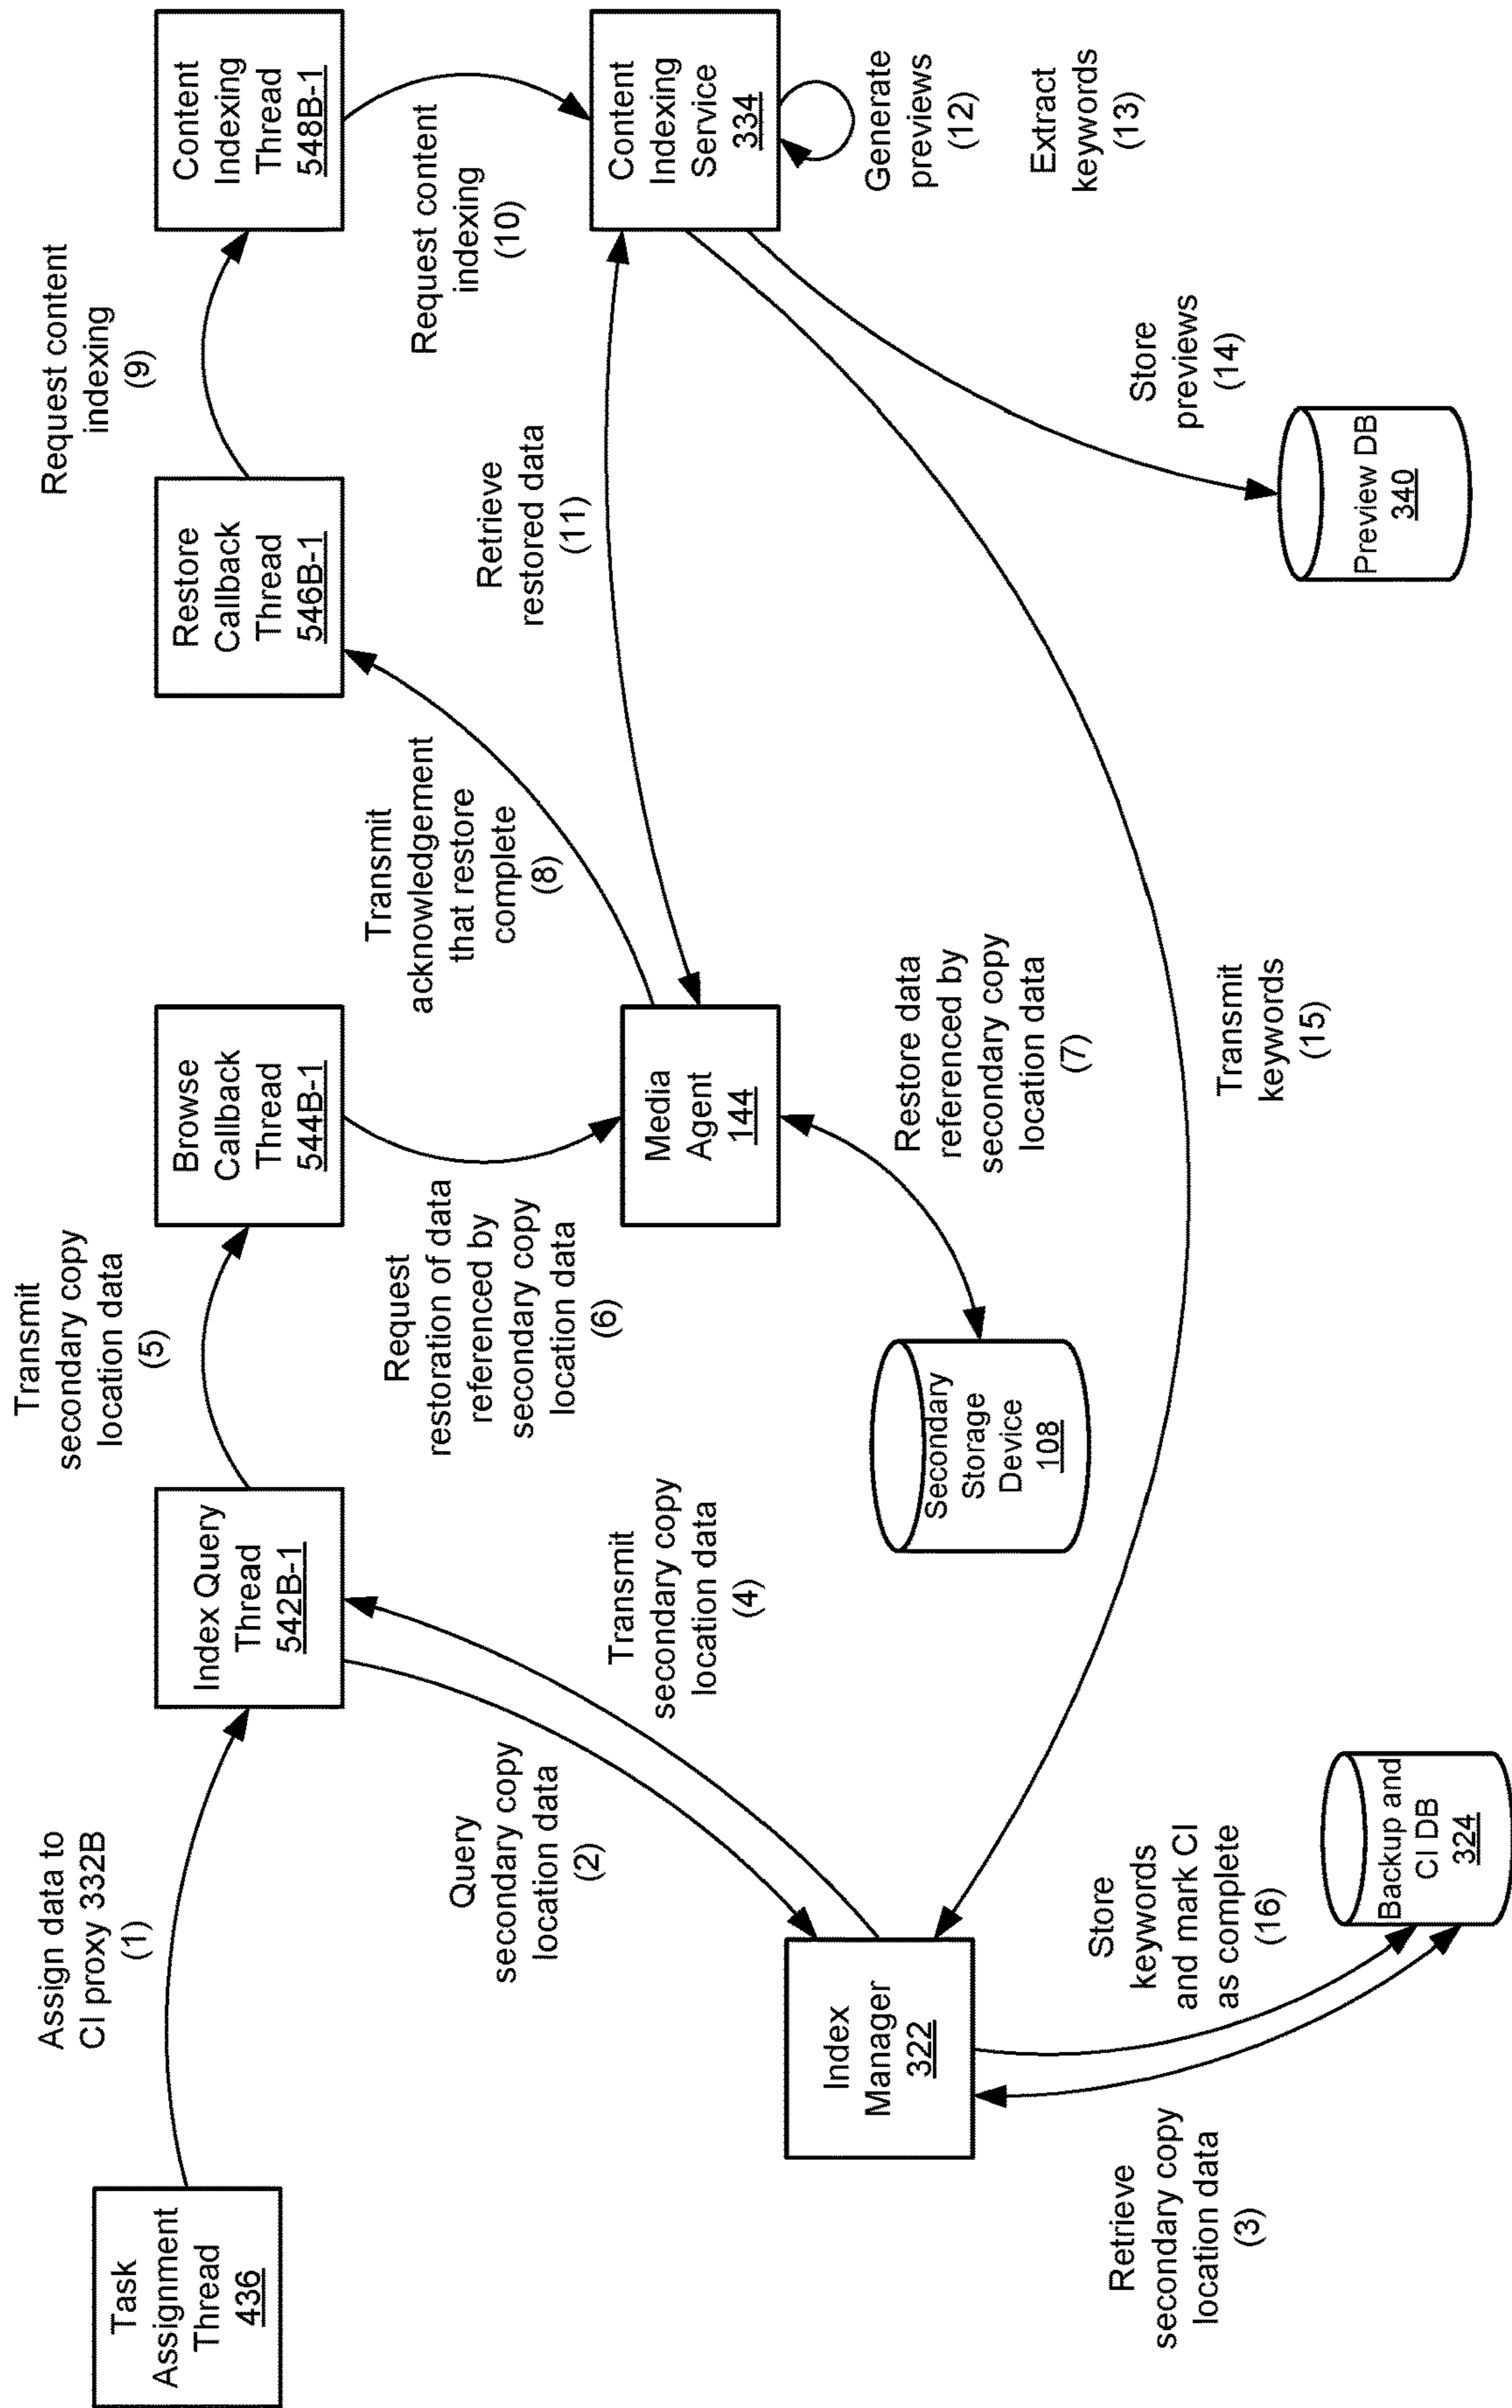 Task
Assignment
Thread
436
Assign data to
CI proxy 332B
(1)
Index Query
Thread
542B-1
Transmit
secondary copy
location data
(5)
Browse
Callback
Thread
544B-1
Restore
Callback
Thread
546B-1
Request content
indexing
(9)
Content
Indexing
Thread
548B-1
Query
secondary copy
location data
(2)
Transmit
secondary copy
location data
(4)
Request
restoration of data
referenced by
secondary copy
location data
(6)
Transmit
acknowledgement
that restore
complete
(8)
Retrieve
restored data
(11)
Request content
indexing
(10)
Index
Manager
322
Media
Agent
144
Content
Indexing
Service
334
Secondary
Storage
Device
108
Restore data
referenced by
secondary copy
location data
(7)
Generate
previews
(12)
Extract
keywords
(13)
Retrieve
secondary copy
location data
(3)
Store
keywords
and mark CI
as complete
(16)
Transmit
keywords
(15)
Store
previews
(14)
Backup and
CI DB
324
Preview DB
340